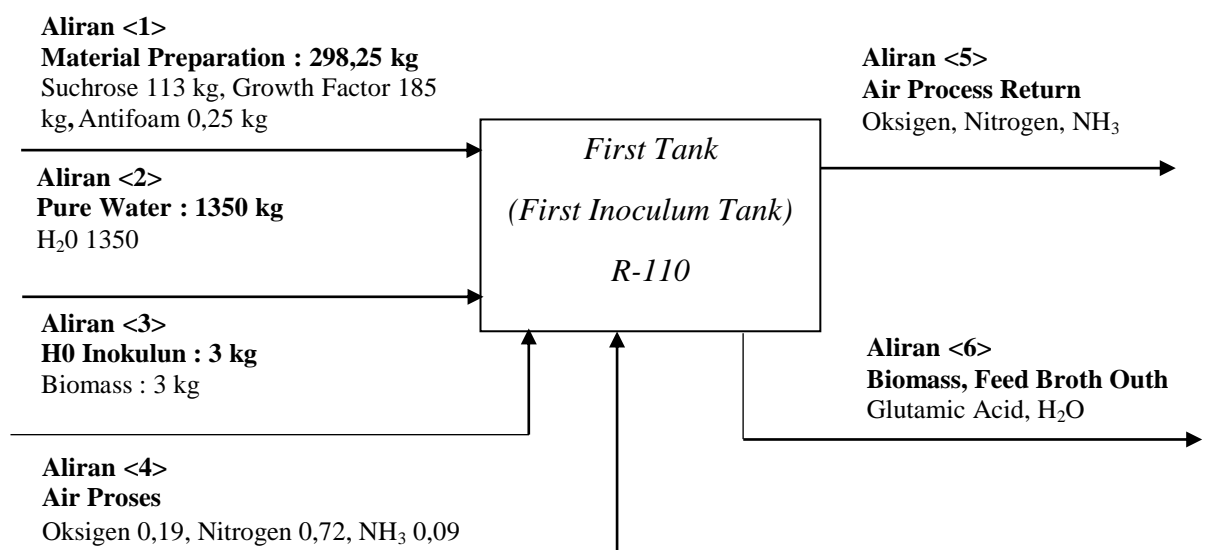 Aliran <1>
Material Preparation : 298,25 kg
Suchrose 113 kg, Growth Factor 185
kg, Antifoam 0,25 kg
Aliran <2>
Pure Water : 1350 kg
H₂0 1350
Aliran <3>
H0 Inokulun : 3 kg
Biomass : 3 kg
Aliran <4>
Air Proses
Oksigen 0,19, Nitrogen 0,72, NH₃ 0,09
First Tank
(First Inoculum Tank)
R-110
Aliran <5>
Air Process Return
Oksigen, Nitrogen, NH₃
Aliran <6>
Biomass, Feed Broth Outh
Glutamic Acid, H₂O